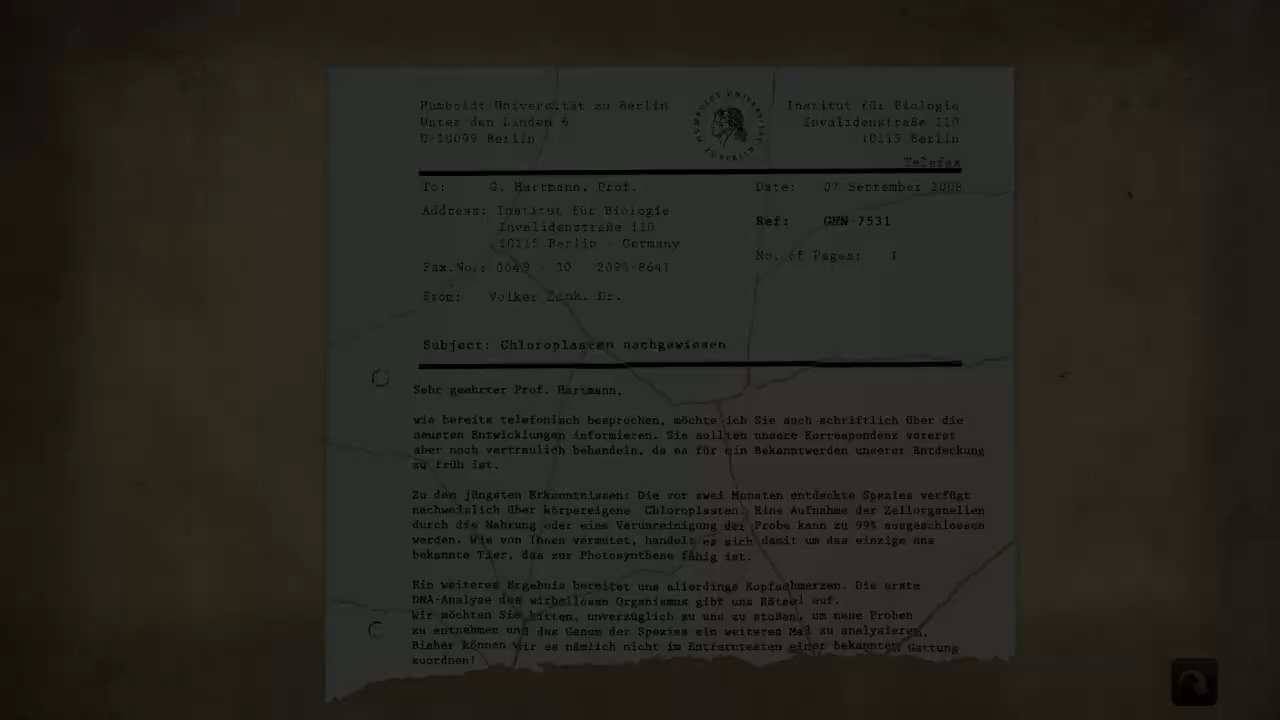 Humboldt-Universität zu Berlin
Unter den Linden 6
D-10099 Berlin
HUMBOLDT UNIVERSITÄT ZU BERLIN
Institut für Biologie
Invalidenstraße 110
10115 Berlin
Telefax
To: G. Hartmann, Prof.
Date: 07 September 2008
Address: Institut für Biologie
Invalidenstraße 110
10115 Berlin - Germany
Ref: GEN 7531
No. of Pages: 1
Fax.No.: 0049 - 30 2093-8641
From: Volker Dr.
Subject: Chloroplasten nachgewiesen
Sehr geehrter Prof. Hartmann,
wie bereits telefonisch besprochen, möchte ich Sie auch schriftlich über die
neusten Entwicklungen informieren. Sie sollten unsere Korrespondenz vorerst
aber noch vertraulich behandeln, da es für ein Bekanntwerden unserer Entdeckung
zu früh ist.
Zu den jüngsten Erkenntnissen: Die vor zwei Monaten entdeckte Spezies verfügt
nachweislich über körpereigene Chloroplasten. Eine Aufnahme der Zellorganellen
durch die Nahrung oder eine Verunreinigung der Probe kann zu 99% ausgeschlossen
werden. Wie von Ihnen vermutet, handelt es sich damit um das einzige uns
bekannte Tier, das zur Photosynthese fähig ist.
Ein weiteres Ergebnis bereitet uns allerdings Kopfschmerzen. Die erste
DNA-Analyse des wirbellosen Organismus gibt uns Rätsel auf.
Wir möchten Sie bitten, unverzüglich zu uns zu stoßen, um neue Proben
zu entnehmen und das Genom der Spezies ein weiteres Mal zu analysieren.
Bisher können wir es nämlich nicht im Entferntesten einer bekannten Gattung
zuordnen!